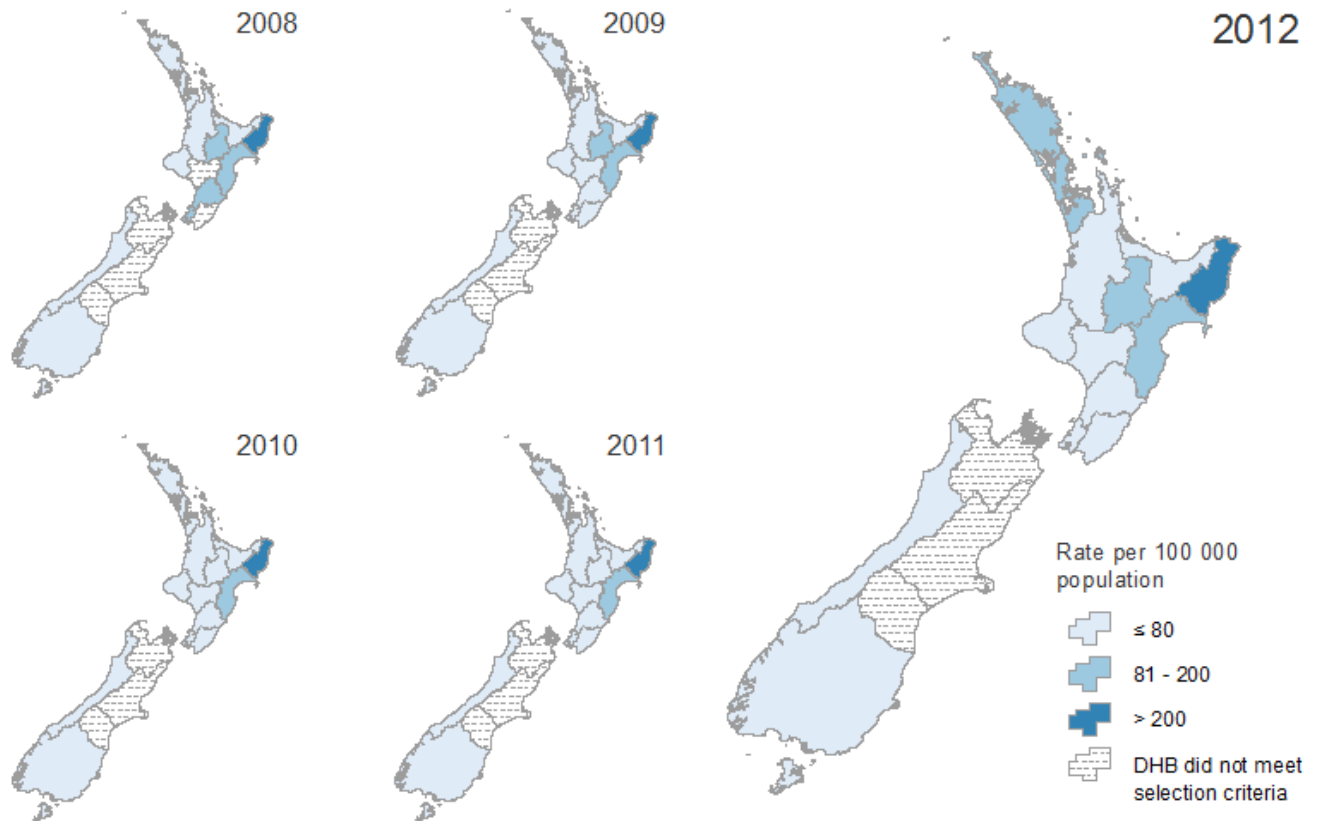 2008
2009
2012
2010
2011
Rate per 100 000
population
≤ 80
81 - 200
> 200
DHB did not meet
selection criteria